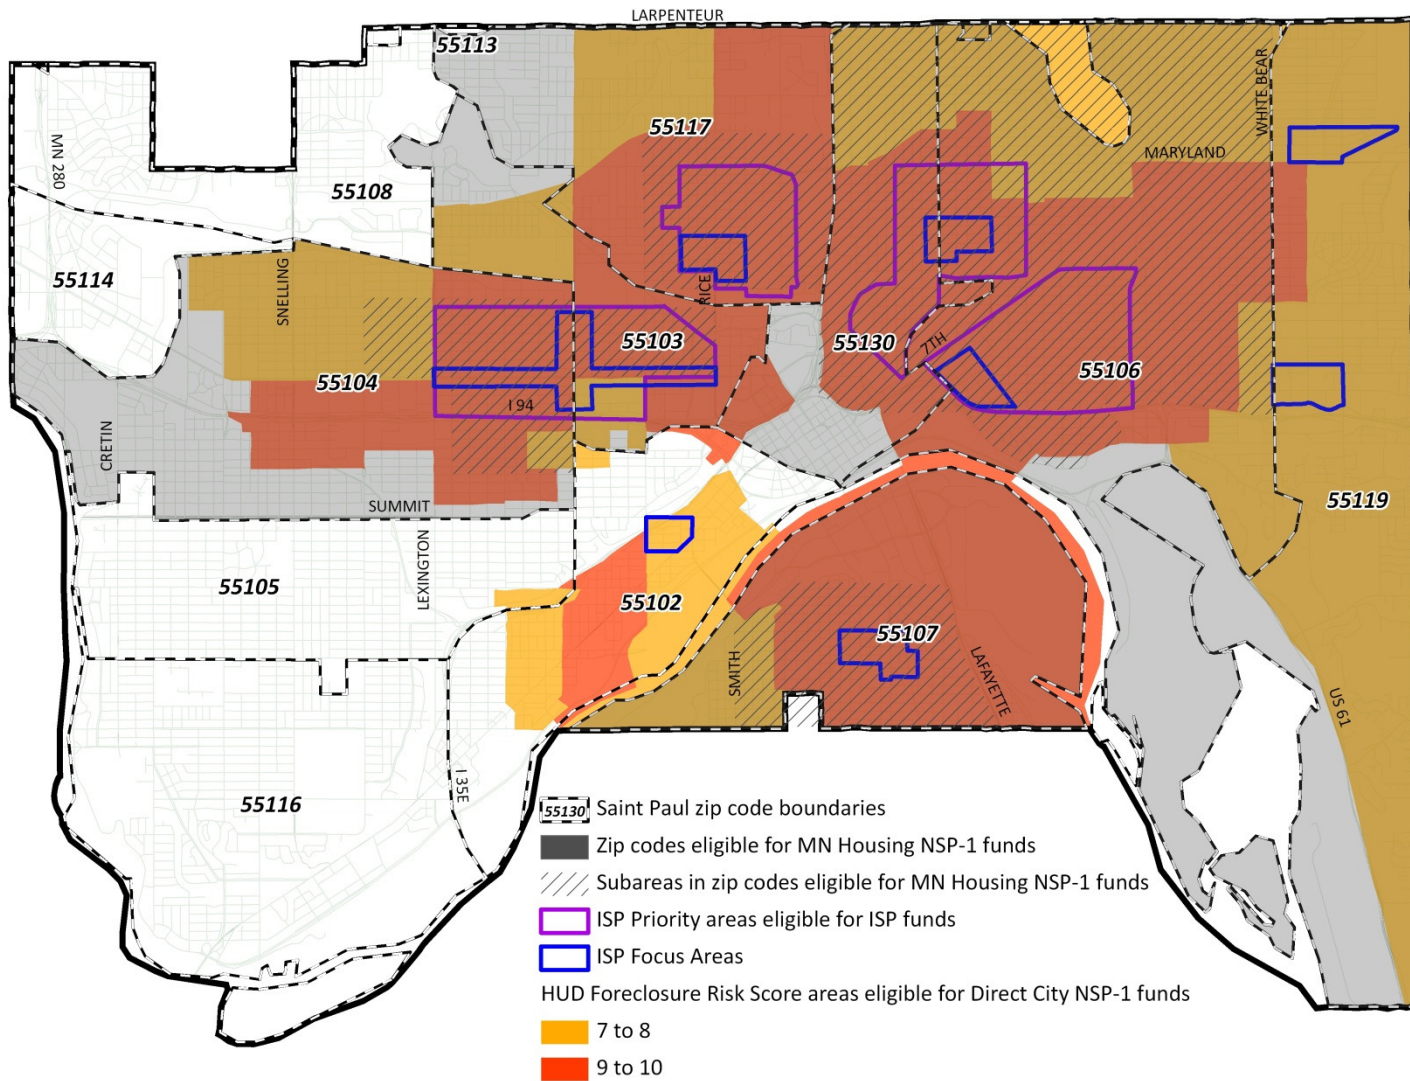 LARPENTEUR
55113
WHITE BEAR
55117
MN 280
MARYLAND
55108
55114
SNELLING
RICE
55103
55130
7TH
55106
55104
I 94
CRETIN
SUMMIT
55119
LEXINGTON
55105
55102
55107
SMITH
LAFAYETTE
US 61
I 35E
55116
55130 Saint Paul zip code boundaries
Zip codes eligible for MN Housing NSP-1 funds
Subareas in zip codes eligible for MN Housing NSP-1 funds
ISP Priority areas eligible for ISP funds
ISP Focus Areas
HUD Foreclosure Risk Score areas eligible for Direct City NSP-1 funds
7 to 8
9 to 10